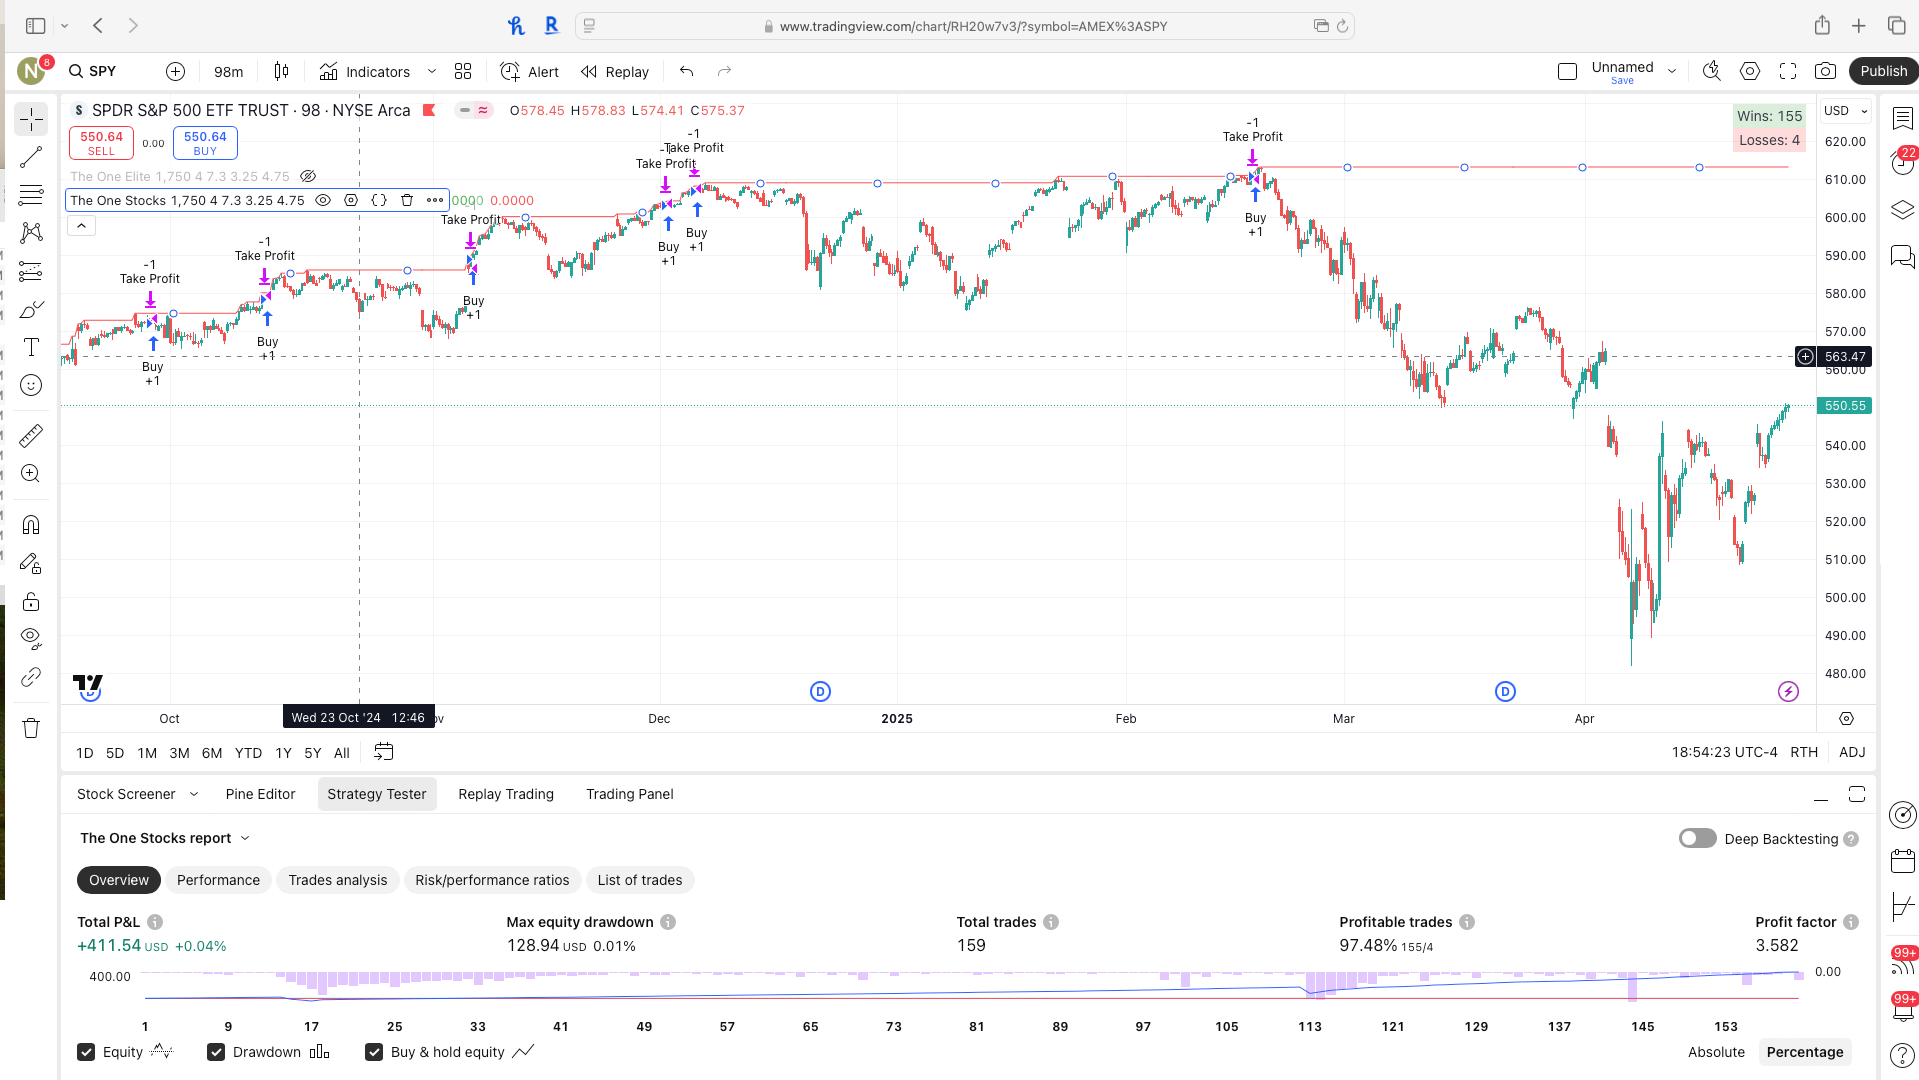 www.tradingview.com/chart/RH20w7v3/?symbol=AMEX%3ASPY
N 8 SPY 98m Indicators Alert Replay Unnamed Save Publish
SPDR S&P 500 ETF TRUST · 98 · NYSE Arca O578.45 H578.83 L574.41 C575.37
550.64 SELL 0.00 550.64 BUY
The One Elite 1,750 4 7.3 3.25 4.75
The One Stocks 1,750 4 7.3 3.25 4.75 0000 0.0000
Wins: 155
Losses: 4
USD
-1
Take Profit
Buy
+1
-1
Take Profit
Buy
+1
Take Profit
Buy
+1
-1
Take Profit
Buy
+1
-1
Take Profit
Buy
+1
-1
Take Profit
Buy
+1
620.00
610.00
600.00
590.00
580.00
570.00
563.47
560.00
550.55
540.00
530.00
520.00
510.00
500.00
490.00
480.00
22
D D D
Oct Wed 23 Oct '24 12:46 ov Dec 2025 Feb Mar Apr
1D 5D 1M 3M 6M YTD 1Y 5Y All 18:54:23 UTC-4 RTH ADJ
Stock Screener Pine Editor Strategy Tester Replay Trading Trading Panel
The One Stocks report Deep Backtesting
Overview Performance Trades analysis Risk/performance ratios List of trades
Total P&L Max equity drawdown Total trades Profitable trades Profit factor
+411.54 USD +0.04% 128.94 USD 0.01% 159 97.48% 155/4 3.582
400.00 0.00
1 9 17 25 33 41 49 57 65 73 81 89 97 105 113 121 129 137 145 153
Equity Drawdown Buy & hold equity Absolute Percentage
99+
99+